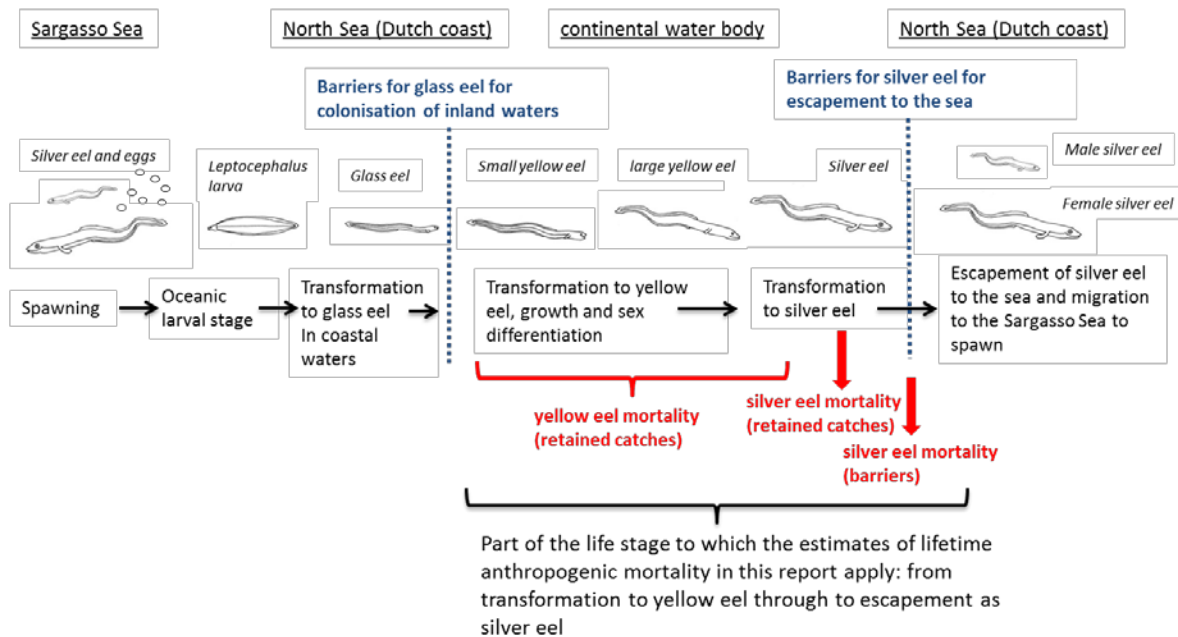 Sargasso Sea
North Sea (Dutch coast)
continental water body
North Sea (Dutch coast)
Barriers for glass eel for
colonisation of inland waters
Barriers for silver eel for
escapement to the sea
Silver eel and eggs
Leptocephalus
larva
Glass eel
Small yellow eel
large yellow eel
Silver eel
Male silver eel
Female silver eel
Spawning
Oceanic
larval stage
Transformation
to glass eel
In coastal
waters
Transformation to yellow
eel, growth and sex
differentiation
Transformation
to silver eel
Escapement of silver eel
to the sea and migration
to the Sargasso Sea to
spawn
yellow eel mortality
(retained catches)
silver eel mortality
(retained catches)
silver eel mortality
(barriers)
Part of the life stage to which the estimates of lifetime
anthropogenic mortality in this report apply: from
transformation to yellow eel through to escapement as
silver eel